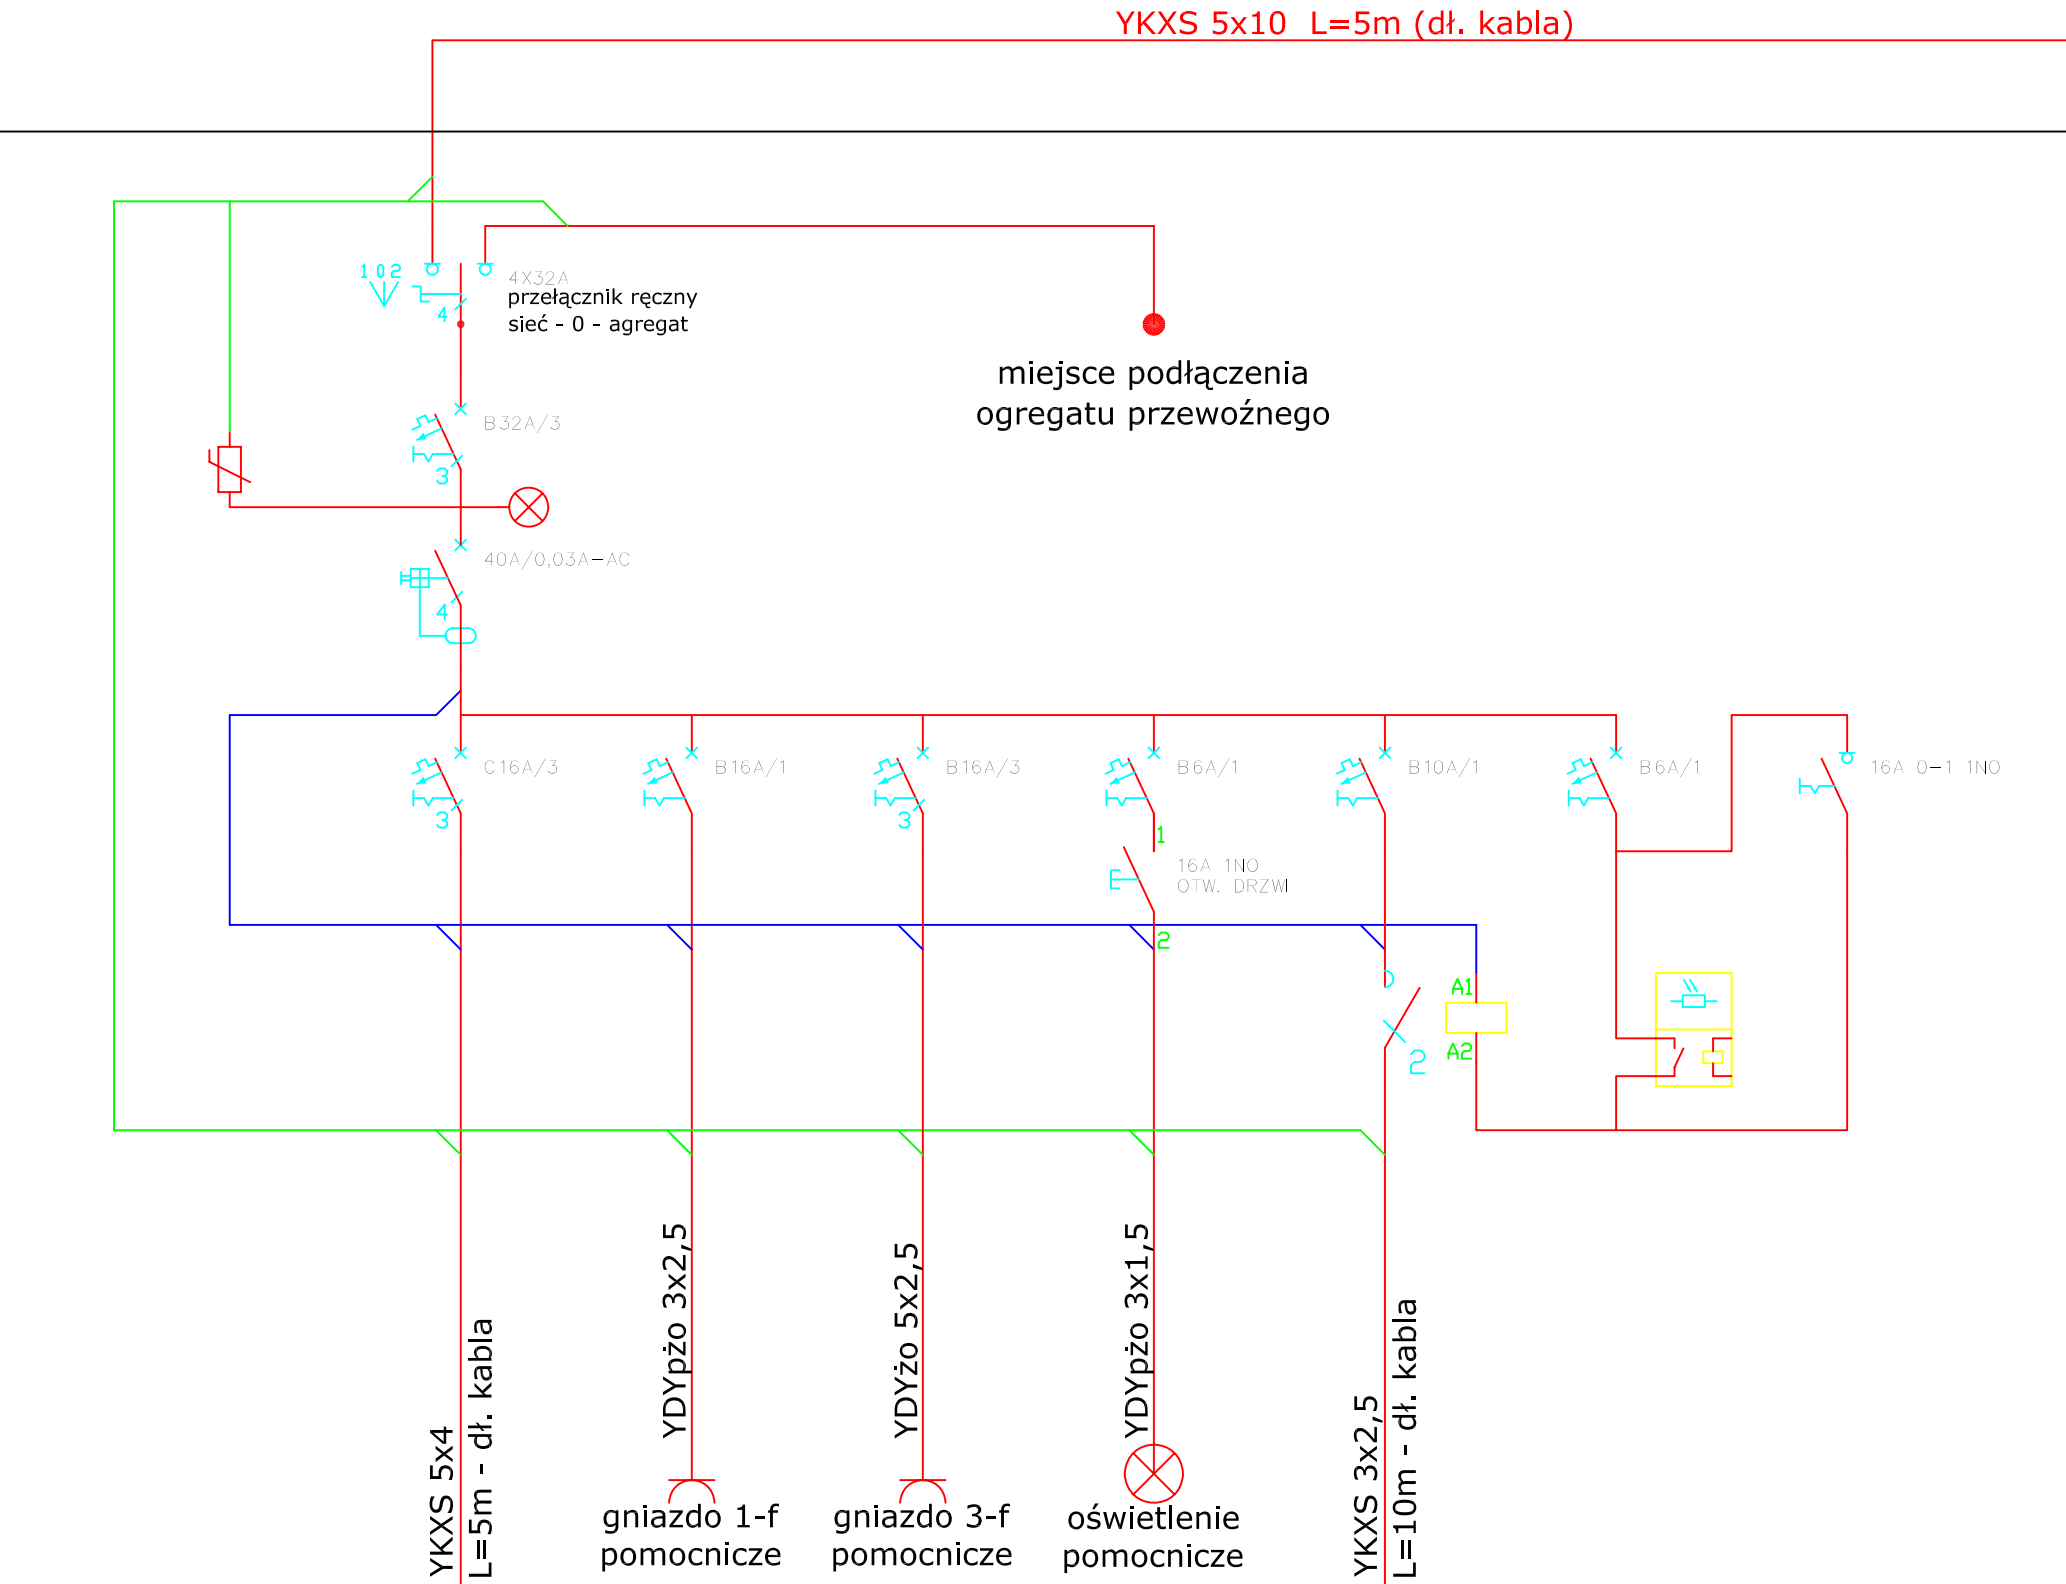 YKXS 5x10 L=5m (dł. kabla)
1 0 2
4X32A
przełącznik ręczny
sieć - 0 - agregat
4
miejsce podłączenia
ogregatu przewoźnego
B32A/3
3
40A/0,03A-AC
4
C16A/3
3
B16A/1
B16A/3
3
B6A/1
B10A/1
B6A/1
16A 0-1 1NO
1
16A 1NO
OTW. DRZWI
2
A1
A2
2
YKXS 5x4
L=5m - dł. kabla
YDYpżo 3x2,5
YDYżo 5x2,5
YDYpżo 3x1,5
YKXS 3x2,5
L=10m - dł. kabla
gniazdo 1-f
pomocnicze
gniazdo 3-f
pomocnicze
oświetlenie
pomocnicze